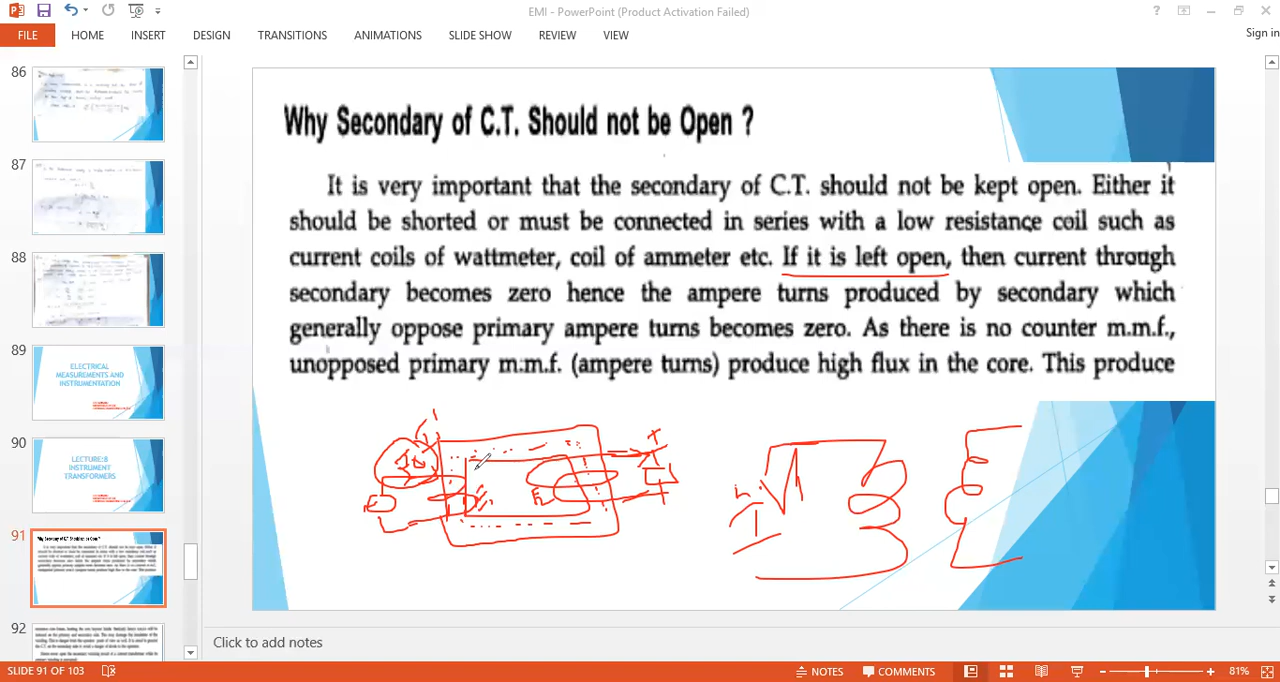 EMI - PowerPoint (Product Activation Failed)
FILE HOME INSERT DESIGN TRANSITIONS ANIMATIONS SLIDE SHOW REVIEW VIEW Sign in
86
87
88
89
ELECTRICAL
MEASUREMENTS AND
INSTRUMENTATION
90
LECTURE:8
INSTRUMENT
TRANSFORMERS
91
92
Why Secondary of C.T. Should not be Open ?
It is very important that the secondary of C.T. should not be kept open. Either it
should be shorted or must be connected in series with a low resistance coil such as
current coils of wattmeter, coil of ammeter etc. If it is left open, then current through
secondary becomes zero hence the ampere turns produced by secondary which
generally oppose primary ampere turns becomes zero. As there is no counter m.m.f.,
unopposed primary m.m.f. (ampere turns) produce high flux in the core. This produce
Click to add notes
SLIDE 91 OF 103 NOTES COMMENTS 81%